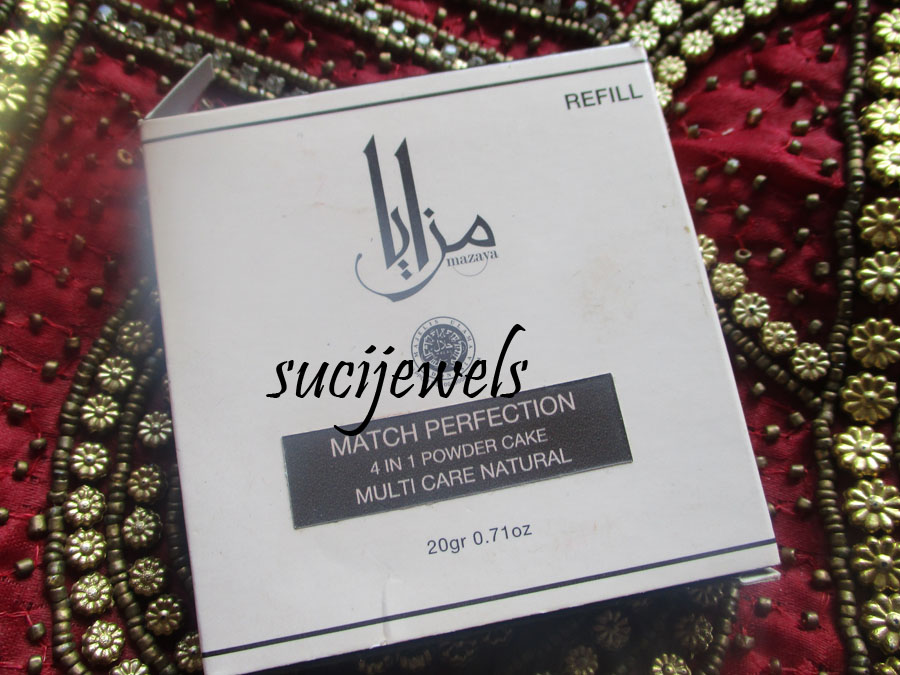 REFILL
مزايا
mazaya
sucijewels
MATCH PERFECTION
4 IN 1 POWDER CAKE
MULTI CARE NATURAL
20gr 0.71oz